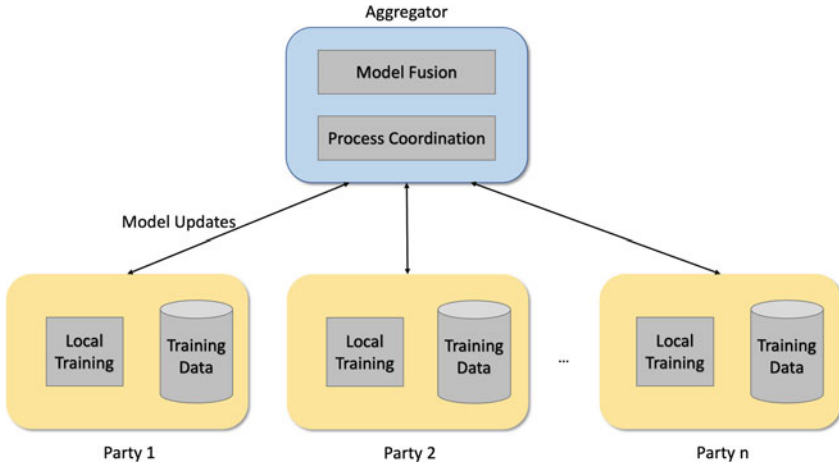 Aggregator
Model Fusion
Process Coordination
Model Updates
Local
Training
Training
Data
Local
Training
Training
Data
...
Local
Training
Training
Data
Party 1
Party 2
Party n